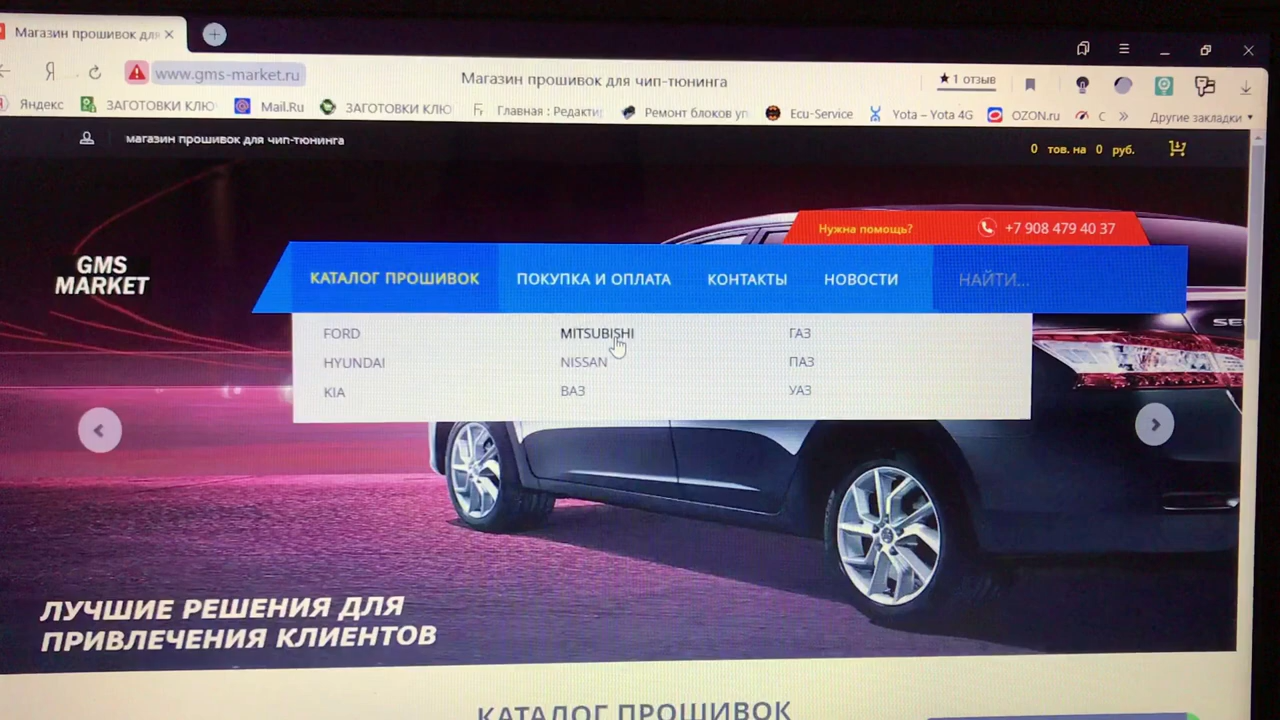 Магазин прошивок для
www.gms-market.ru
Магазин прошивок для чип-тюнинга
★ 1 отзыв
Яндекс
ЗАГОТОВКИ КЛЮ
Mail.Ru
ЗАГОТОВКИ КЛЮ
Главная : Редакти
Ремонт блоков уп
Ecu-Service
Yota – Yota 4G
OZON.ru
С
»
Другие закладки
магазин прошивок для чип-тюнинга
0 тов. на 0 руб.
Нужна помощь?
+7 908 479 40 37
GMS
MARKET
КАТАЛОГ ПРОШИВОК
ПОКУПКА И ОПЛАТА
КОНТАКТЫ
НОВОСТИ
НАЙТИ...
FORD
MITSUBISHI
ГАЗ
HYUNDAI
NISSAN
ПАЗ
KIA
ВАЗ
УАЗ
ЛУЧШИЕ РЕШЕНИЯ ДЛЯ
ПРИВЛЕЧЕНИЯ КЛИЕНТОВ
КАТАЛОГ ПРОШИВОК